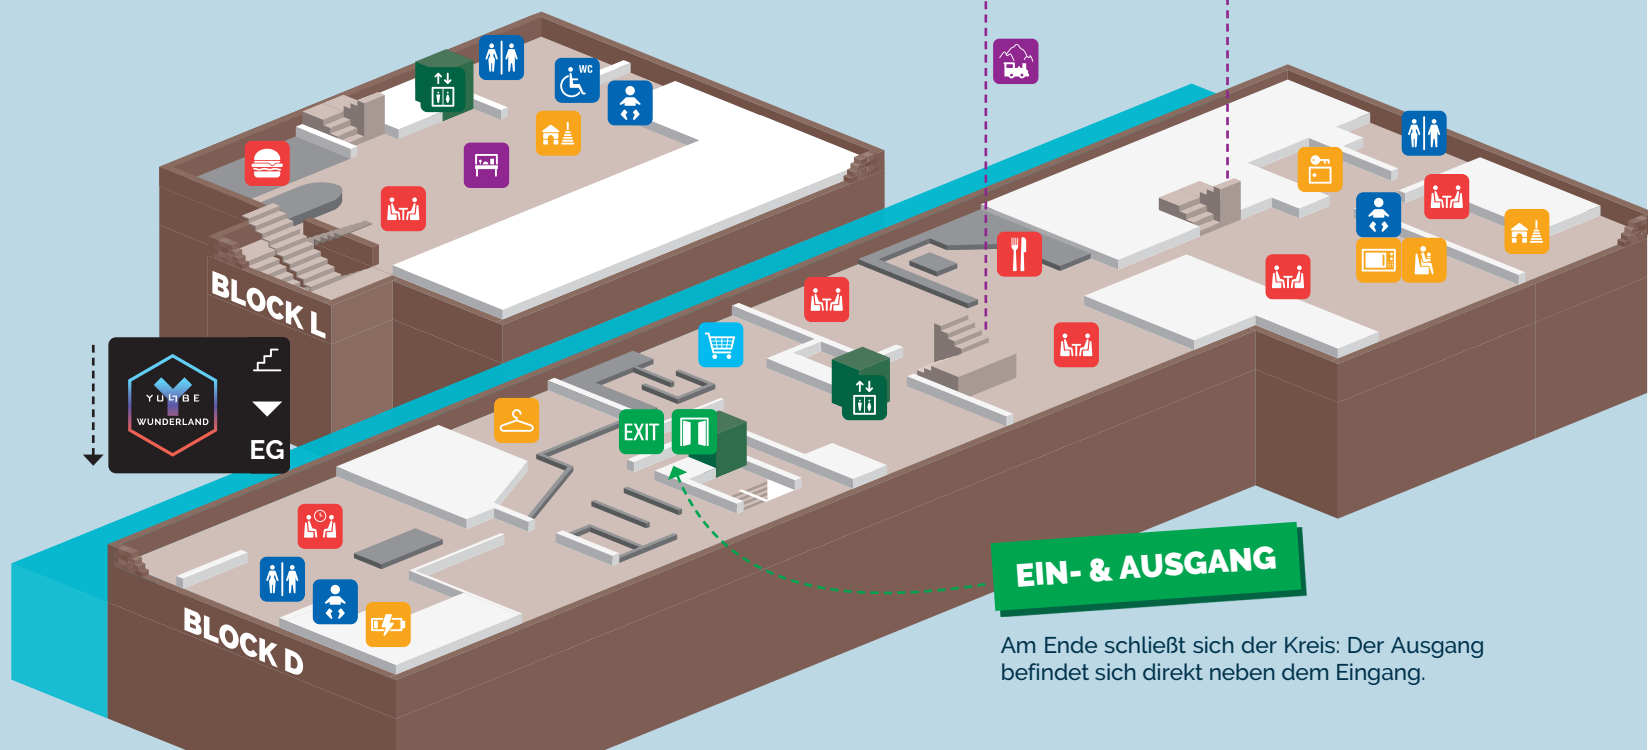 WC
BLOCK L
YULLBE
WUNDERLAND
EG
EXIT
EIN- & AUSGANG
Am Ende schließt sich der Kreis: Der Ausgang
befindet sich direkt neben dem Eingang.
BLOCK D